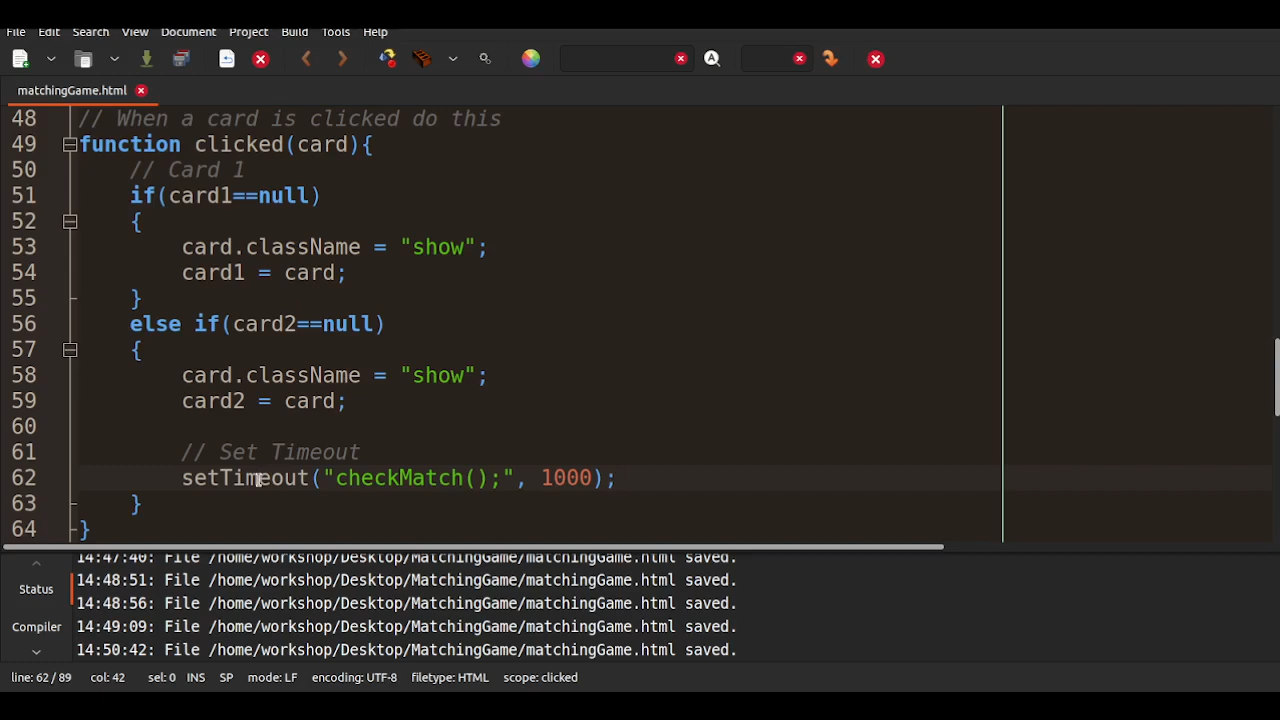 File Edit Search View Document Project Build Tools Help
matchingGame.html
48 // When a card is clicked do this
49 function clicked(card){
50 // Card 1
51 if(card1==null)
52 {
53 card.className = "show";
54 card1 = card;
55 }
56 else if(card2==null)
57 {
58 card.className = "show";
59 card2 = card;
60
61 // Set Timeout
62 setTimeout("checkMatch();", 1000);
63 }
64 }
Status
Compiler
14:47:40: File /home/workshop/Desktop/MatchingGame/matchingGame.html saved.
14:48:51: File /home/workshop/Desktop/MatchingGame/matchingGame.html saved.
14:48:56: File /home/workshop/Desktop/MatchingGame/matchingGame.html saved.
14:49:09: File /home/workshop/Desktop/MatchingGame/matchingGame.html saved.
14:50:42: File /home/workshop/Desktop/MatchingGame/matchingGame.html saved.
line: 62 / 89 col: 42 sel: 0 INS SP mode: LF encoding: UTF-8 filetype: HTML scope: clicked